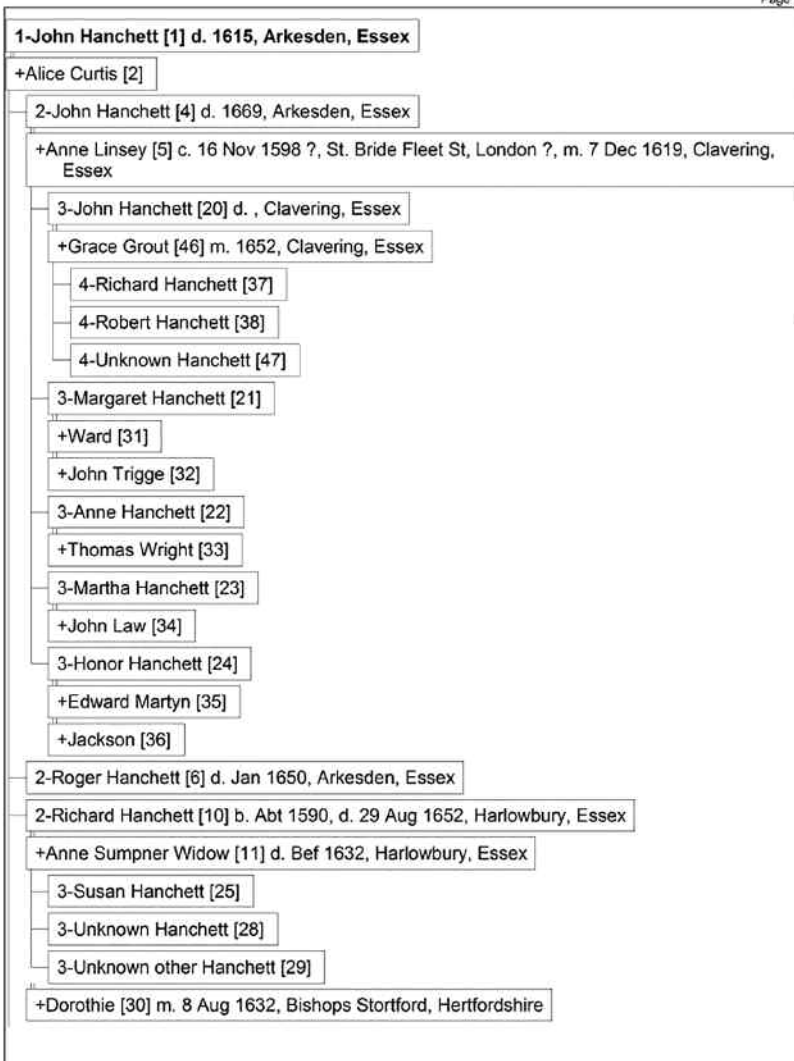 Page
1-John Hanchett [1] d. 1615, Arkesden, Essex
+Alice Curtis [2]
2-John Hanchett [4] d. 1669, Arkesden, Essex
+Anne Linsey [5] c. 16 Nov 1598 ?, St. Bride Fleet St, London ?, m. 7 Dec 1619, Clavering,
Essex
3-John Hanchett [20] d. , Clavering, Essex
+Grace Grout [46] m. 1652, Clavering, Essex
4-Richard Hanchett [37]
4-Robert Hanchett [38]
4-Unknown Hanchett [47]
3-Margaret Hanchett [21]
+Ward [31]
+John Trigge [32]
3-Anne Hanchett [22]
+Thomas Wright [33]
3-Martha Hanchett [23]
+John Law [34]
3-Honor Hanchett [24]
+Edward Martyn [35]
+Jackson [36]
2-Roger Hanchett [6] d. Jan 1650, Arkesden, Essex
2-Richard Hanchett [10] b. Abt 1590, d. 29 Aug 1652, Harlowbury, Essex
+Anne Sumpner Widow [11] d. Bef 1632, Harlowbury, Essex
3-Susan Hanchett [25]
3-Unknown Hanchett [28]
3-Unknown other Hanchett [29]
+Dorothie [30] m. 8 Aug 1632, Bishops Stortford, Hertfordshire